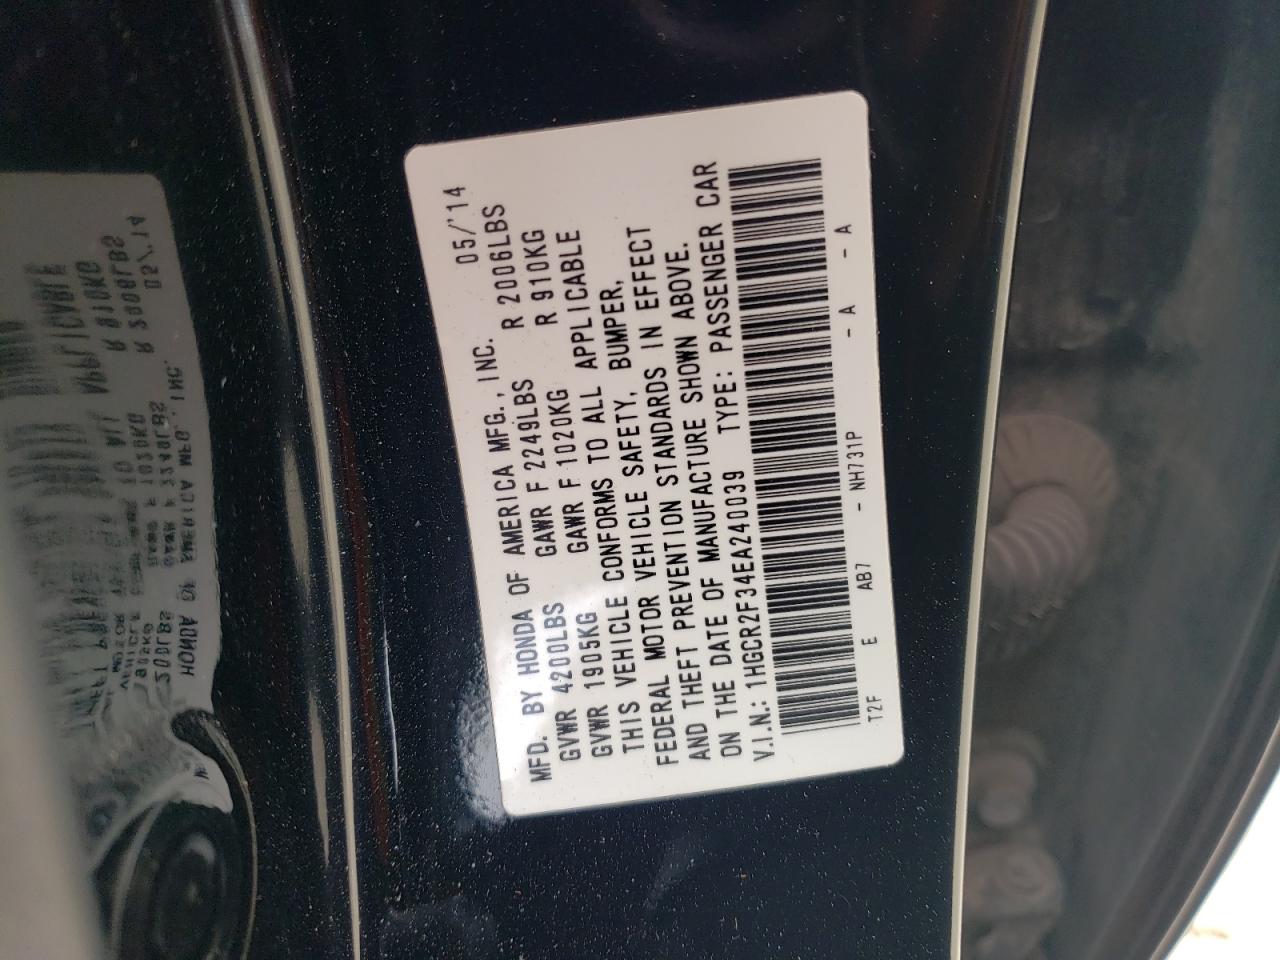 MFD. BY HONDA OF AMERICA MFG., INC. 05/'14
GVWR 4200LBS GAWR F 2249LBS R 2006LBS
GVWR 1905KG GAWR F 1020KG R 910KG
THIS VEHICLE CONFORMS TO ALL APPLICABLE
FEDERAL MOTOR VEHICLE SAFETY, BUMPER,
AND THEFT PREVENTION STANDARDS IN EFFECT
ON THE DATE OF MANUFACTURE SHOWN ABOVE.
V.I.N.: 1HGCR2F34EA240039 TYPE: PASSENGER CAR
T2F E AB7 - NH731P - A - A